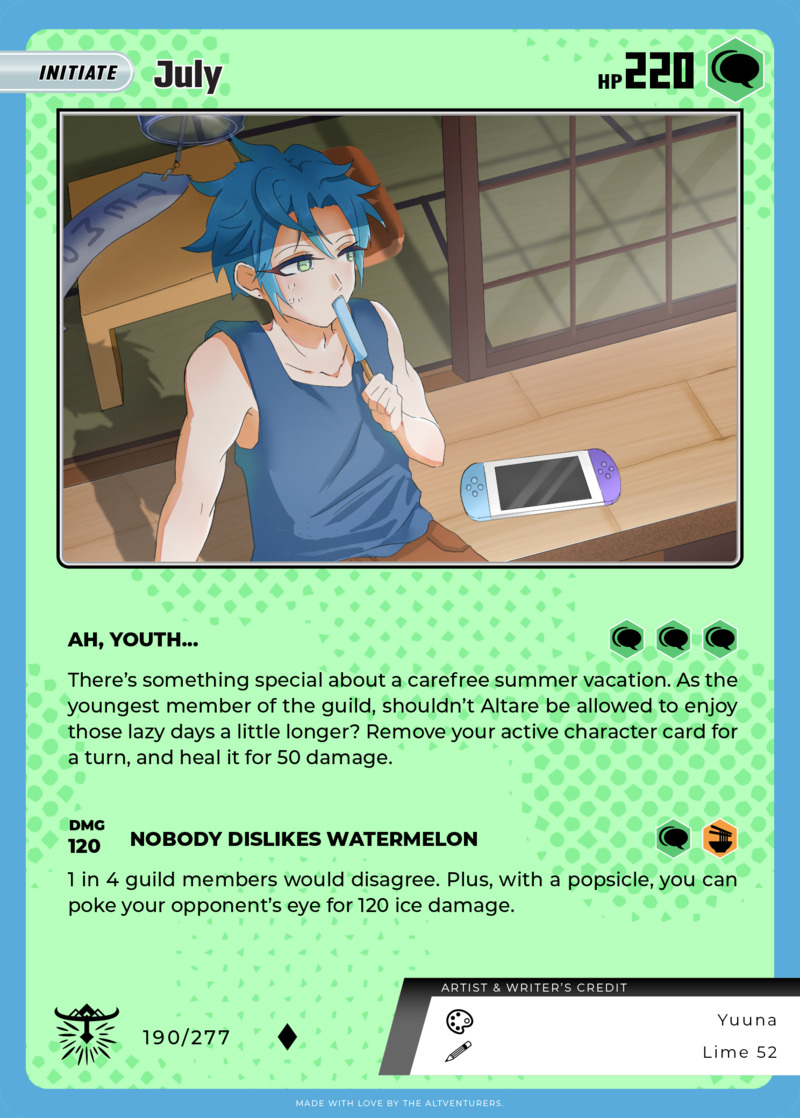 INITIATE
July
HP 220
AH, YOUTH...
There's something special about a carefree summer vacation. As the
youngest member of the guild, shouldn't Altare be allowed to enjoy
those lazy days a little longer? Remove your active character card for
a turn, and heal it for 50 damage.
DMG
120
NOBODY DISLIKES WATERMELON
1 in 4 guild members would disagree. Plus, with a popsicle, you can
poke your opponent's eye for 120 ice damage.
ARTIST & WRITER'S CREDIT
Yuuna
Lime 52
190/277
MADE WITH LOVE BY THE ALTVENTURERS.